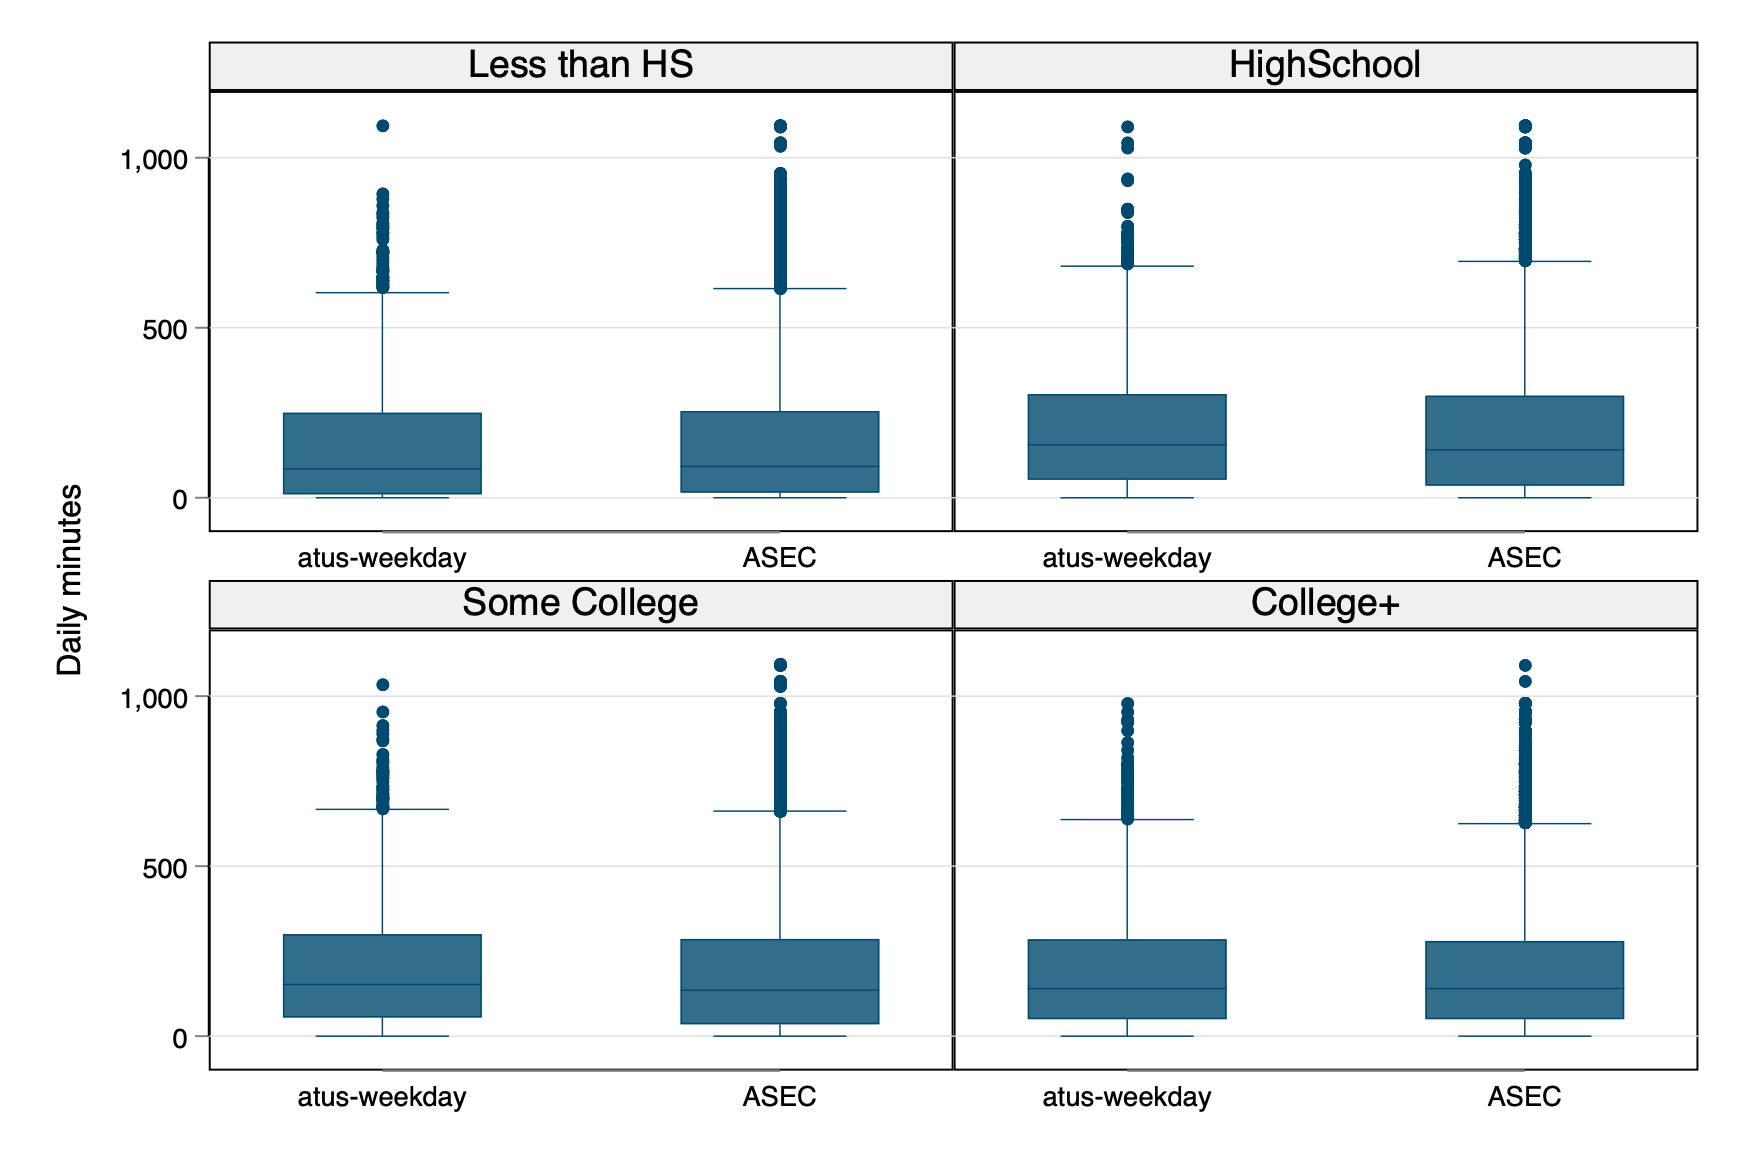 Less than HS
HighSchool
1,000
500
0
atus-weekday
ASEC
atus-weekday
ASEC
Daily minutes
Some College
College+
1,000
500
0
atus-weekday
ASEC
atus-weekday
ASEC